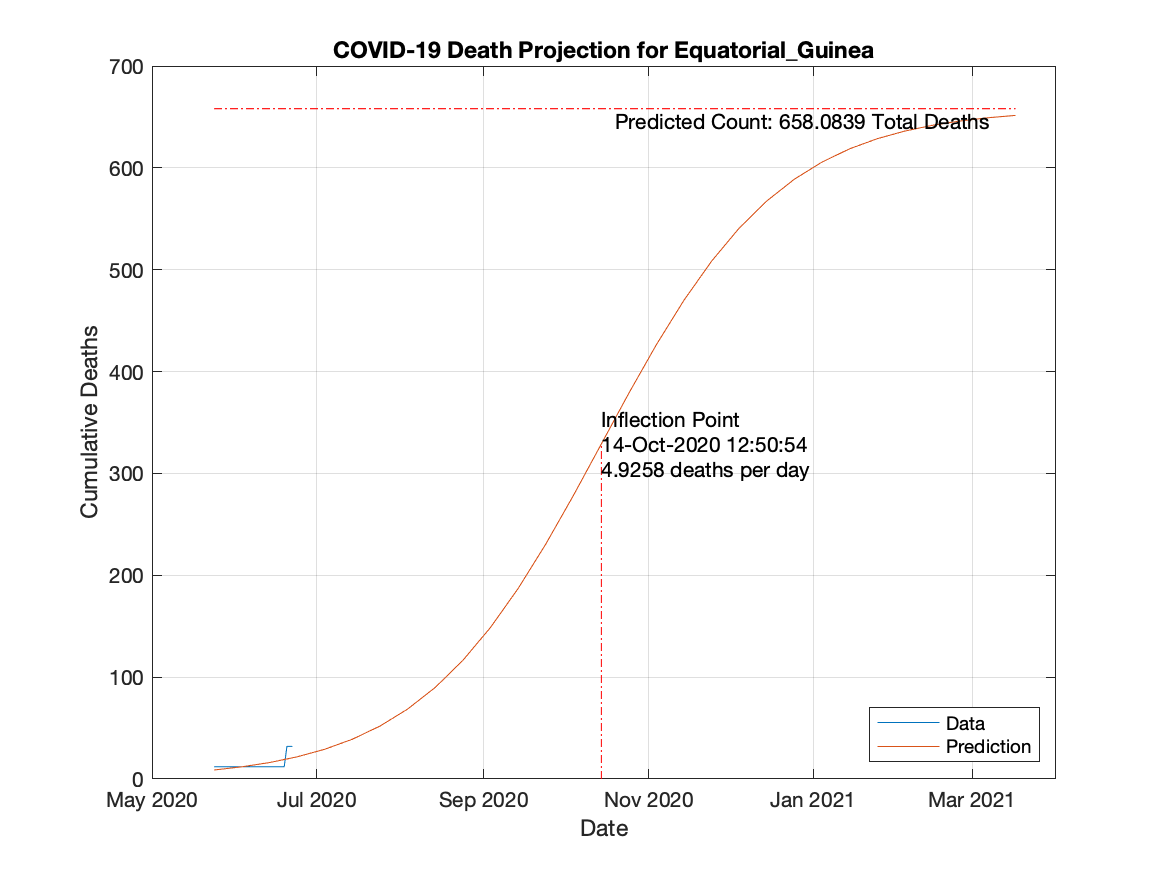 COVID-19 Death Projection for Equatorial_Guinea
700
600
500
400
300
200
100
0
Cumulative Deaths
Predicted Count: 658.0839 Total Deaths
Inflection Point
14-Oct-2020 12:50:54
4.9258 deaths per day
Data
Prediction
May 2020
Jul 2020
Sep 2020
Nov 2020
Jan 2021
Mar 2021
Date